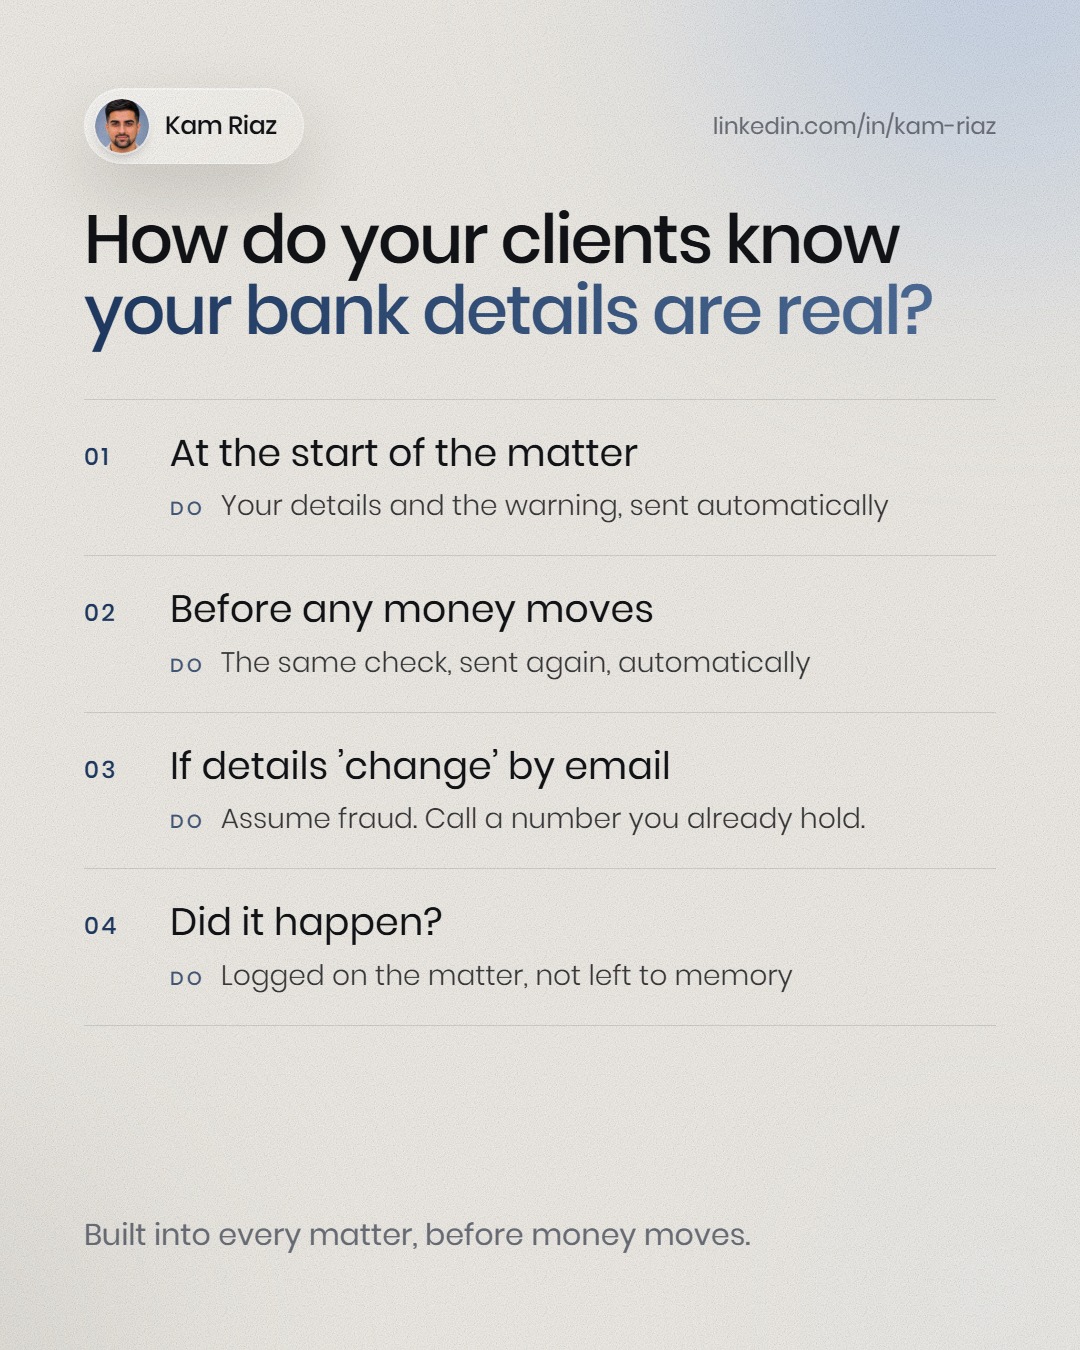 Kam Riaz
linkedin.com/in/kam-riaz
How do your clients know
your bank details are real?
01 At the start of the matter
DO Your details and the warning, sent automatically
02 Before any money moves
DO The same check, sent again, automatically
03 If details ’change’ by email
DO Assume fraud. Call a number you already hold.
04 Did it happen?
DO Logged on the matter, not left to memory
Built into every matter, before money moves.